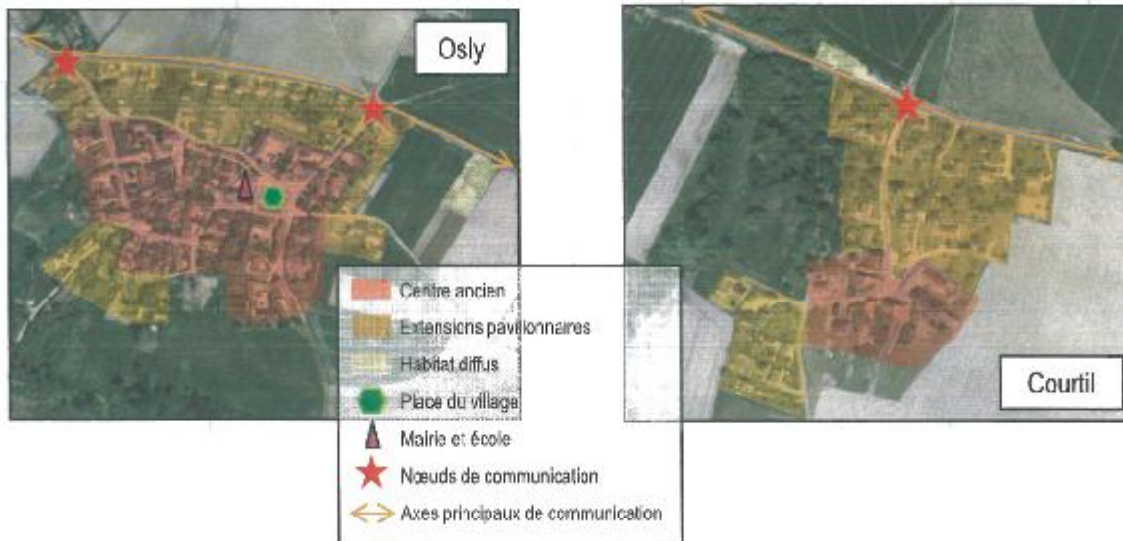 Osly
Centre ancien
Extensions pavillonnaires
Habitat diffus
Place du village
Mairie et école
Nœuds de communication
Axes principaux de communication
Courtil